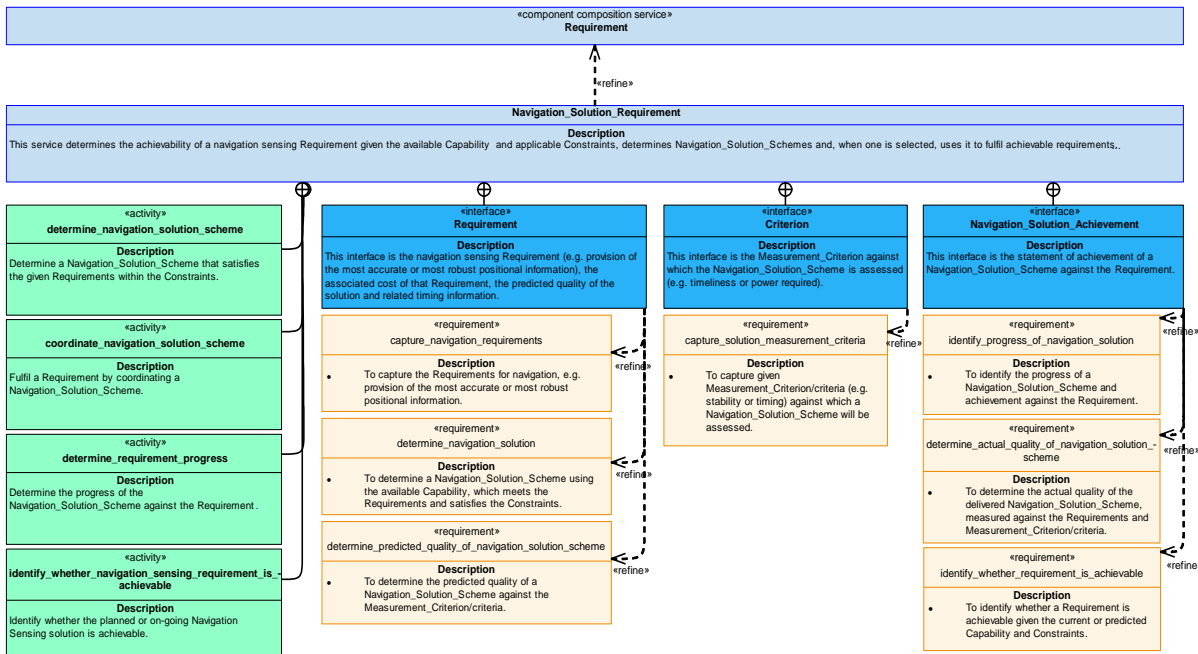 «component composition service»
Requirement
«refine»
Navigation_Solution_Requirement
Description
This service determines the achievability of a navigation sensing Requirement given the available Capability and applicable Constraints, determines Navigation_Solution_Schemes and, when one is selected, uses it to fulfil achievable requirements..
«activity»
determine_navigation_solution_scheme
Description
Determine a Navigation_Solution_Scheme that satisfies
the given Requirements within the Constraints.
«activity»
coordinate_navigation_solution_scheme
Description
Fulfil a Requirement by coordinating a
Navigation_Solution_Scheme.
«activity»
determine_requirement_progress
Description
Determine the progress of the
Navigation_Solution_Scheme against the Requirement.
«activity»
identify_whether_navigation_sensing_requirement_is_-
achievable
Description
Identify whether the planned or on-going Navigation
Sensing solution is achievable.
«interface»
Requirement
Description
This interface is the navigation sensing Requirement (e.g. provision of
the most accurate or most robust positional information), the
associated cost of that Requirement, the predicted quality of the
solution and related timing information.
«requirement»
capture_navigation_requirements
Description
• To capture the Requirements for navigation, e.g.
provision of the most accurate or most robust
positional information.
«refine»
«requirement»
determine_navigation_solution
Description
• To determine a Navigation_Solution_Scheme using
the available Capability, which meets the
Requirements and satisfies the Constraints.
«refine»
«requirement»
determine_predicted_quality_of_navigation_solution_scheme
Description
• To determine the predicted quality of a
Navigation_Solution_Scheme against the
Measurement_Criterion/criteria.
«refine»
«interface»
Criterion
Description
This interface is the Measurement_Criterion against
which the Navigation_Solution_Scheme is assessed
(e.g. timeliness or power required).
«requirement»
capture_solution_measurement_criteria
Description
• To capture given
Measurement_Criterion/criteria (e.g.
stability or timing) against which a
Navigation_Solution_Scheme will be
assessed.
«refine»
«interface»
Navigation_Solution_Achievement
Description
This interface is the statement of achievement of a
Navigation_Solution_Scheme against the Requirement.
«requirement»
identify_progress_of_navigation_solution
Description
• To identify the progress of a
Navigation_Solution_Scheme and
achievement against the Requirement.
«refine»
«requirement»
determine_actual_quality_of_navigation_solution_-
scheme
Description
• To determine the actual quality of the
delivered Navigation_Solution_Scheme,
measured against the Requirements and
Measurement_Criterion/criteria.
«refine»
«requirement»
identify_whether_requirement_is_achievable
Description
• To identify whether a Requirement is
achievable given the current or predicted
Capability and Constraints.
«refine»